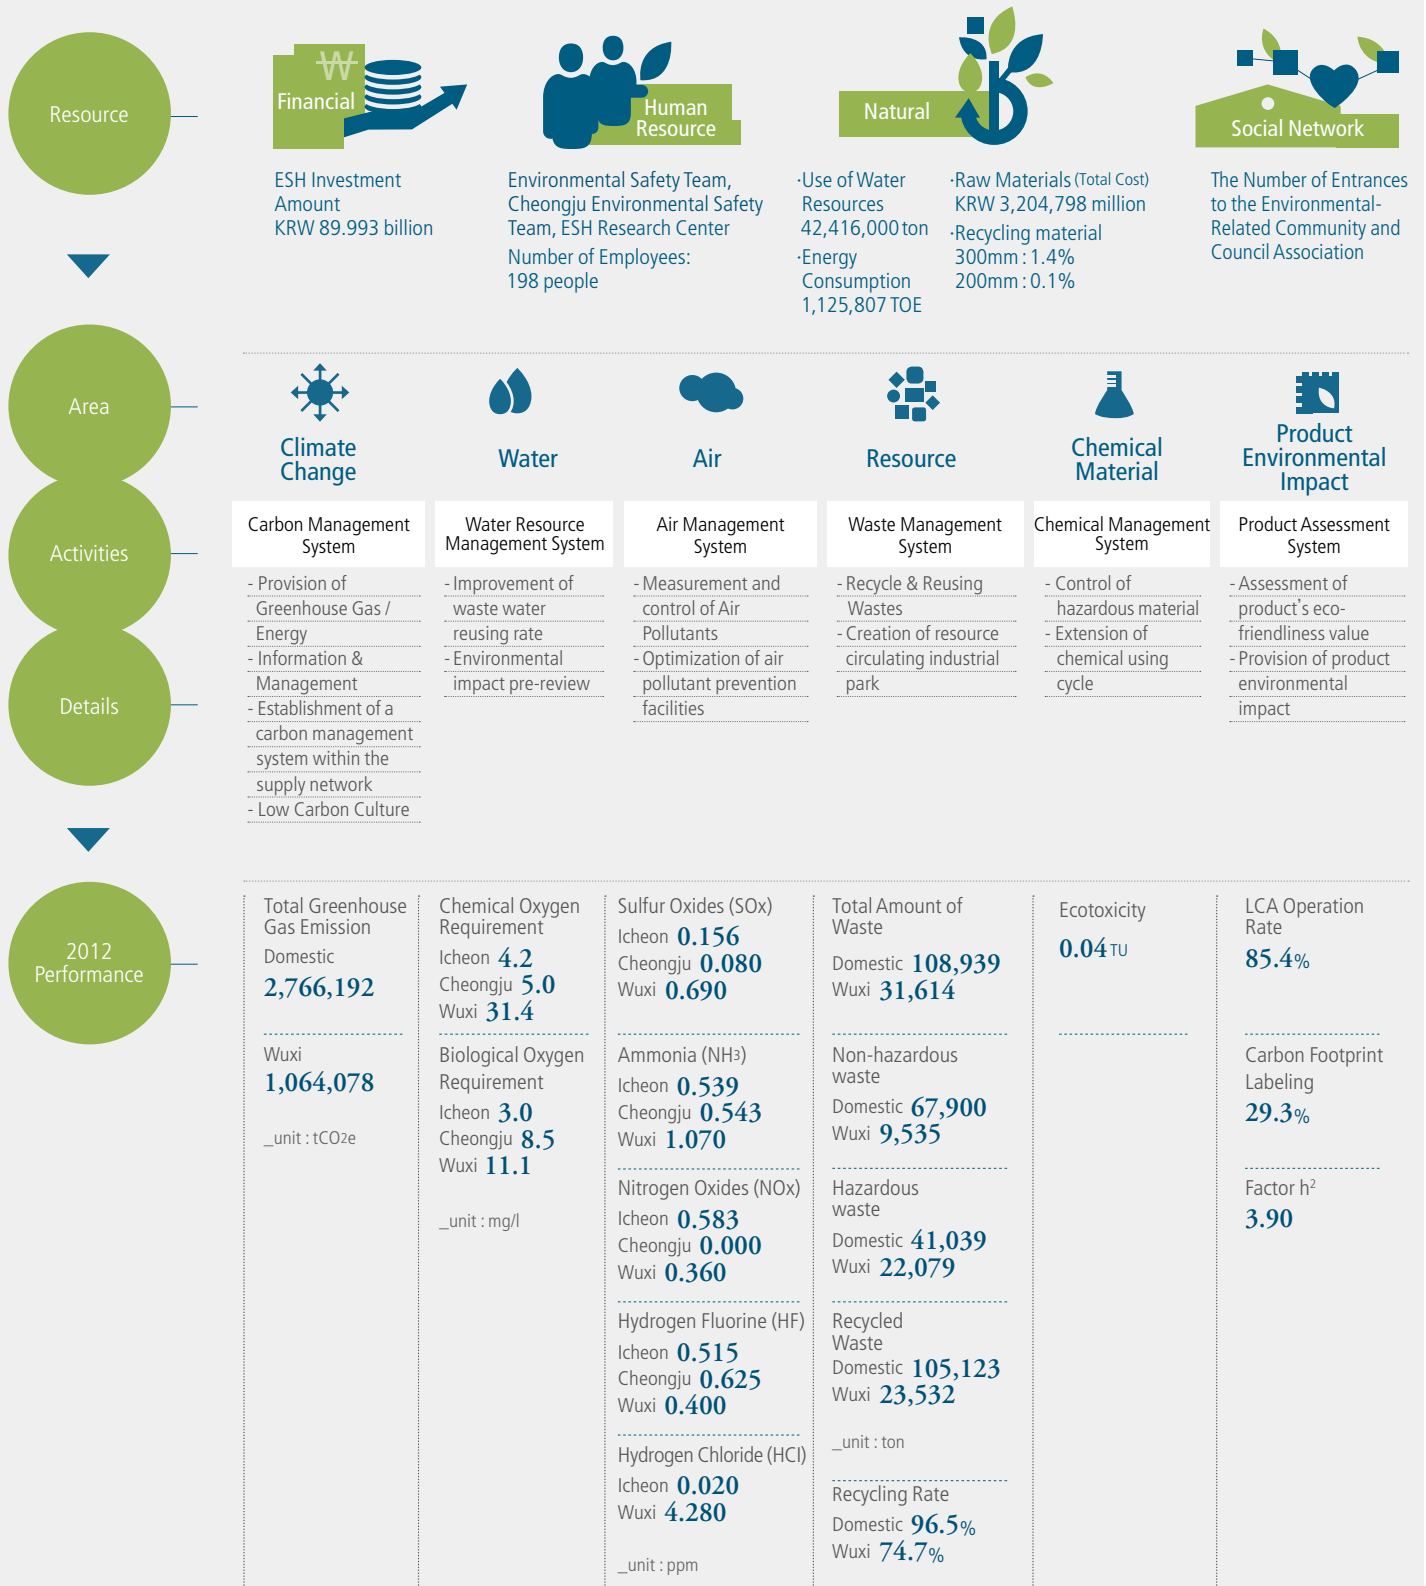 Resource
₩
Financial
Human
Resource
Natural
Social Network
ESH Investment
Amount
KRW 89.993 billion
Environmental Safety Team,
Cheongju Environmental Safety
Team, ESH Research Center
Number of Employees:
198 people
·Use of Water
Resources
42,416,000 ton
·Energy
Consumption
1,125,807 TOE
·Raw Materials (Total Cost)
KRW 3,204,798 million
·Recycling material
300mm : 1.4%
200mm : 0.1%
The Number of Entrances
to the Environmental-
Related Community and
Council Association
Area
Climate
Change
Water
Air
Resource
Chemical
Material
Product
Environmental
Impact
Activities
Carbon Management
System
Water Resource
Management System
Air Management
System
Waste Management
System
Chemical Management
System
Product Assessment
System
Details
- Provision of
Greenhouse Gas /
Energy
- Information &
Management
- Establishment of a
carbon management
system within the
supply network
- Low Carbon Culture
- Improvement of
waste water
reusing rate
- Environmental
impact pre-review
- Measurement and
control of Air
Pollutants
- Optimization of air
pollutant prevention
facilities
- Recycle & Reusing
Wastes
- Creation of resource
circulating industrial
park
- Control of
hazardous material
- Extension of
chemical using
cycle
- Assessment of
product's eco-
friendliness value
- Provision of product
environmental
impact
2012
Performance
Total Greenhouse
Gas Emission
Domestic
2,766,192
Wuxi
1,064,078
_unit : tCO2e
Chemical Oxygen
Requirement
Icheon 4.2
Cheongju 5.0
Wuxi 31.4
Biological Oxygen
Requirement
Icheon 3.0
Cheongju 8.5
Wuxi 11.1
_unit : mg/l
Sulfur Oxides (SOx)
Icheon 0.156
Cheongju 0.080
Wuxi 0.690
Ammonia (NH3)
Icheon 0.539
Cheongju 0.543
Wuxi 1.070
Nitrogen Oxides (NOx)
Icheon 0.583
Cheongju 0.000
Wuxi 0.360
Hydrogen Fluorine (HF)
Icheon 0.515
Cheongju 0.625
Wuxi 0.400
Hydrogen Chloride (HCI)
Icheon 0.020
Wuxi 4.280
_unit : ppm
Total Amount of
Waste
Domestic 108,939
Wuxi 31,614
Non-hazardous
waste
Domestic 67,900
Wuxi 9,535
Hazardous
waste
Domestic 41,039
Wuxi 22,079
Recycled
Waste
Domestic 105,123
Wuxi 23,532
_unit : ton
Recycling Rate
Domestic 96.5%
Wuxi 74.7%
Ecotoxicity
0.04 TU
LCA Operation
Rate
85.4%
Carbon Footprint
Labeling
29.3%
Factor h²
3.90